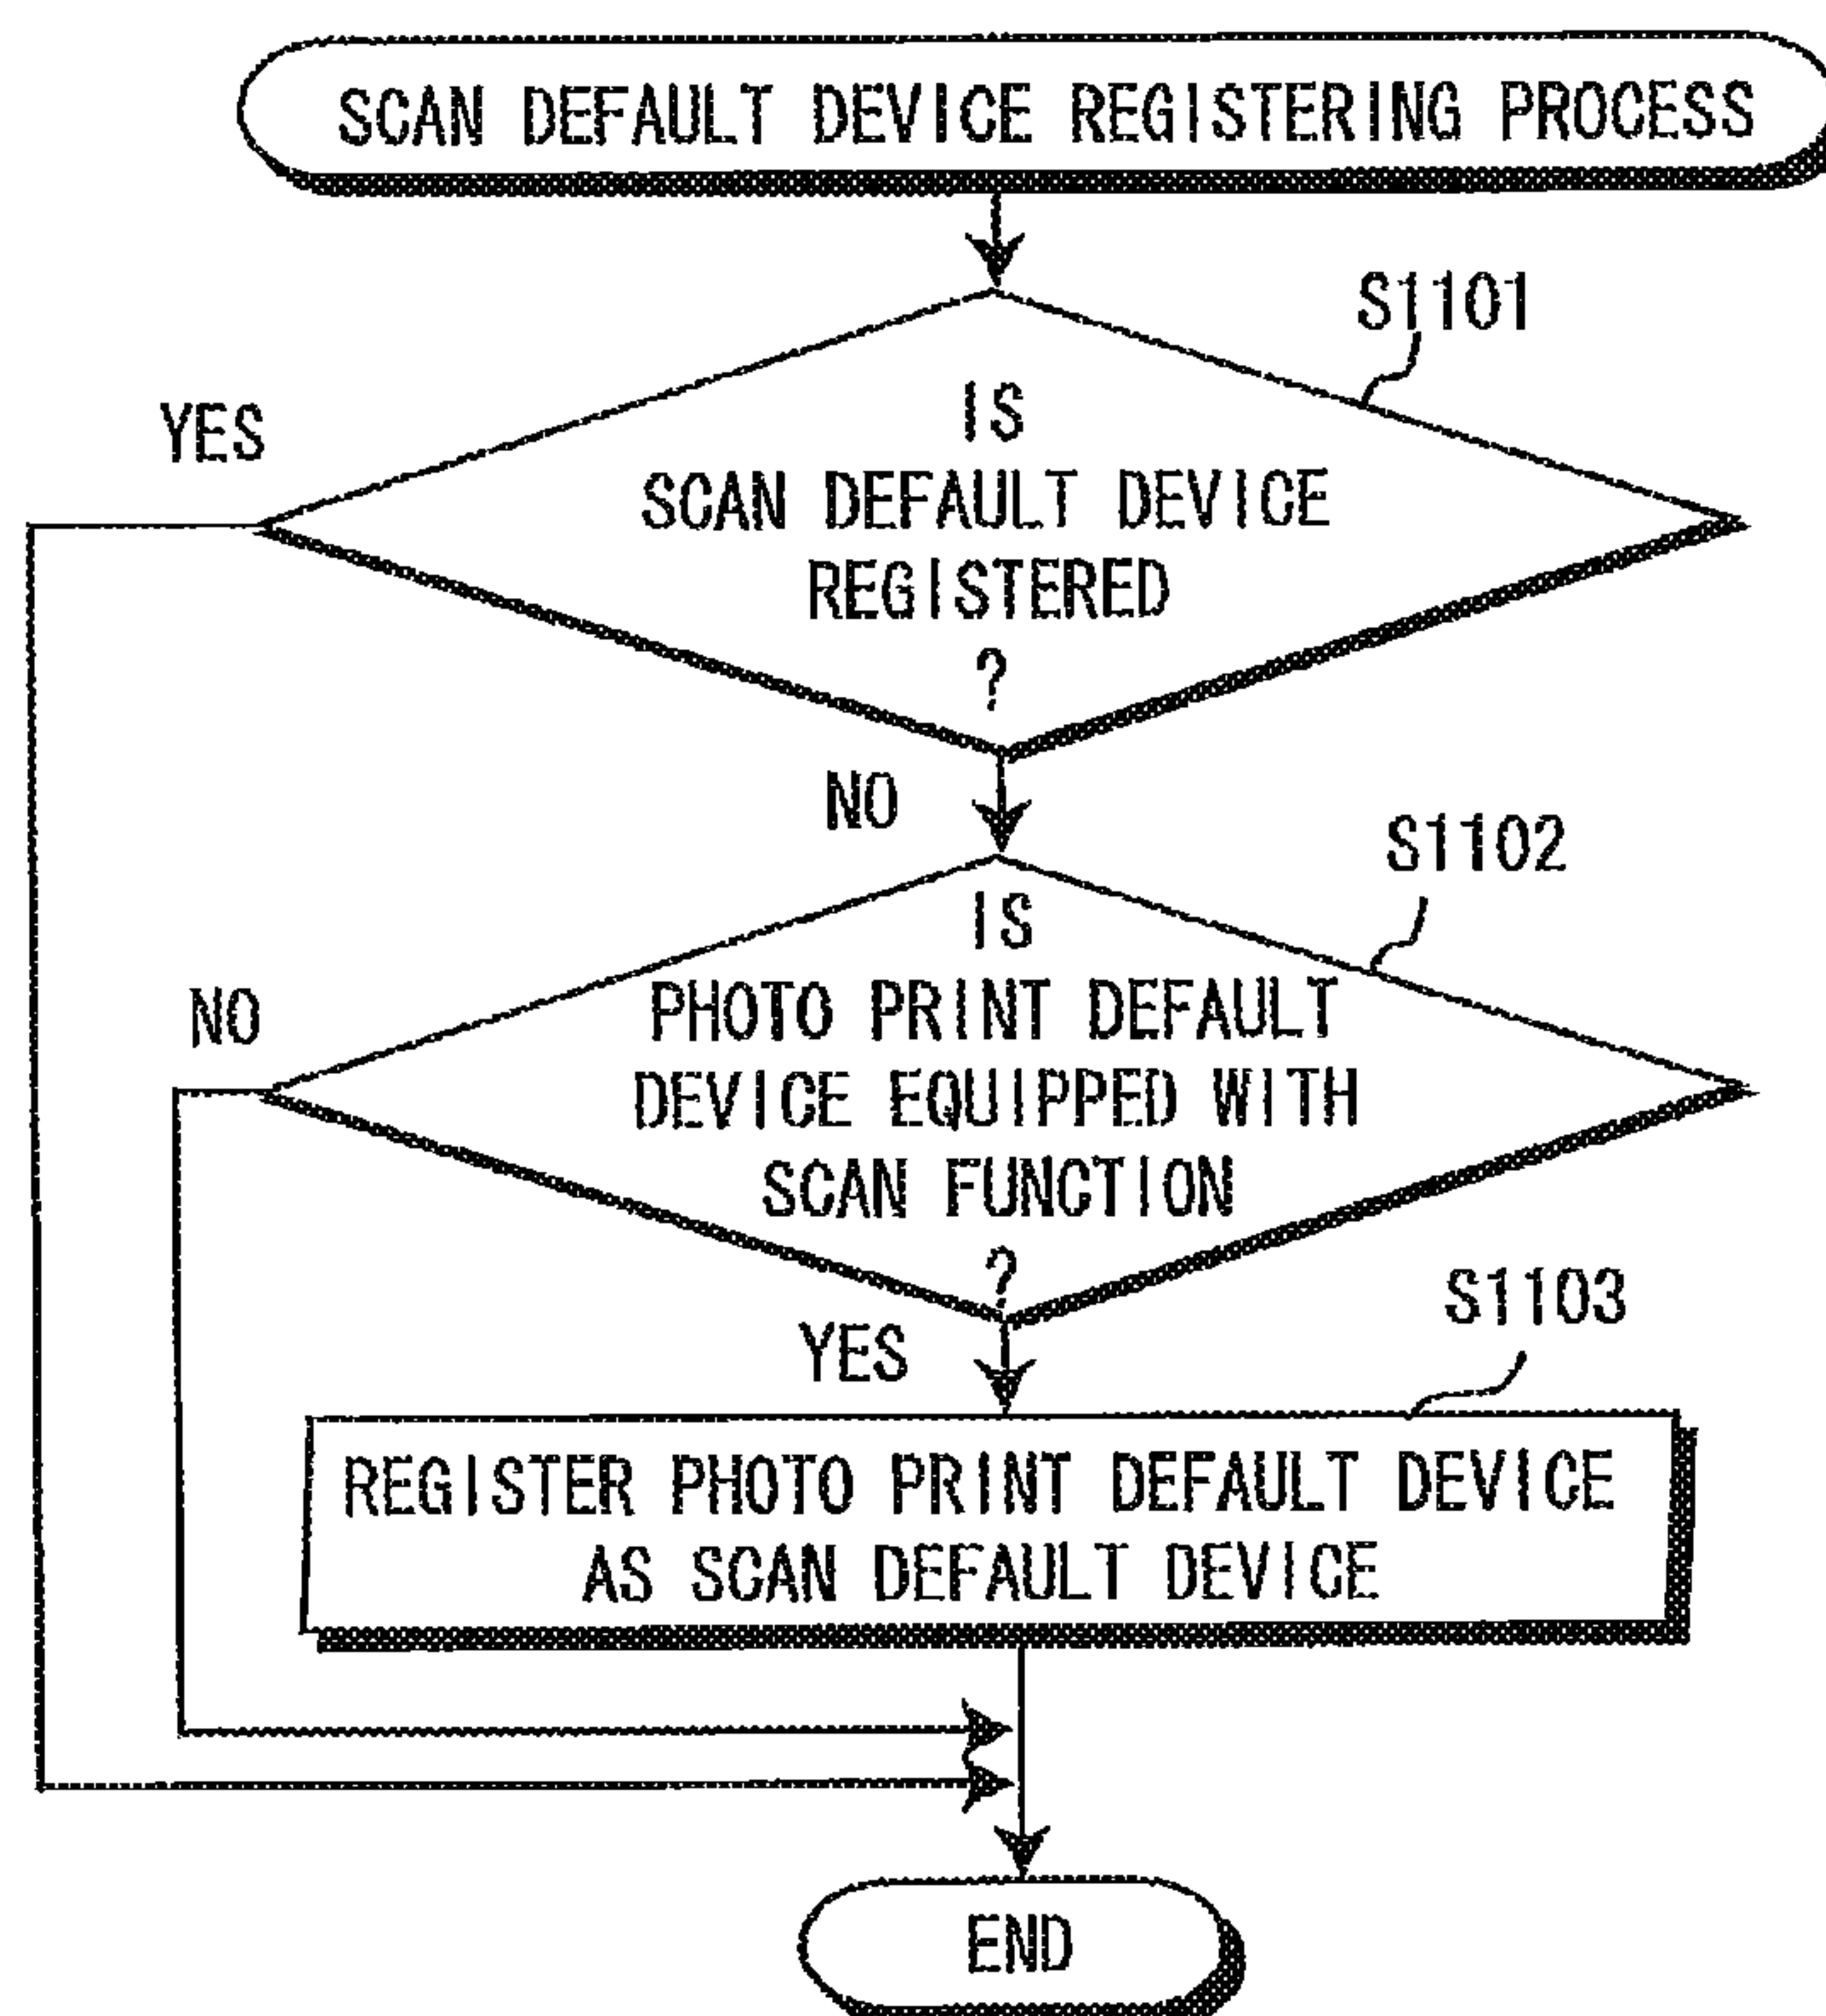 SCAN DEFAULT DEVICE REGISTERING PROCESS
S1101
YES
IS
SCAN DEFAULT DEVICE
REGISTERED
?
NO
S1102
IS
NO
PHOTO PRINT DEFAULT
DEVICE EQUIPPED WITH
SCAN FUNCTION
?
S1103
YES
REGISTER PHOTO PRINT DEFAULT DEVICE
AS SCAN DEFAULT DEVICE
END